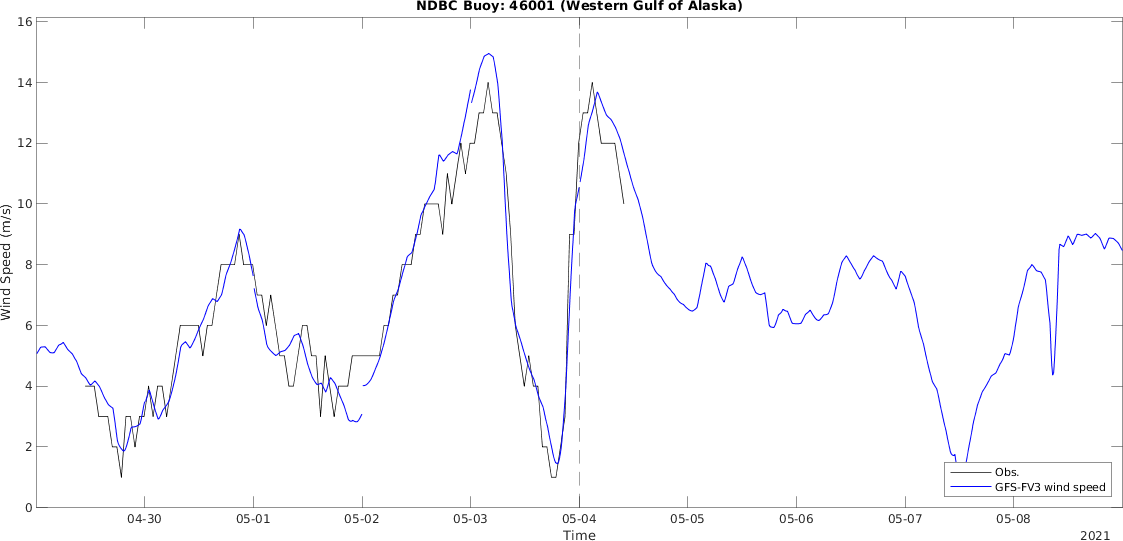 NDBC Buoy: 46001 (Western Gulf of Alaska)
16
14
12
10
8
6
4
2
0
Wind Speed (m/s)
Obs.
GFS-FV3 wind speed
04-30 05-01 05-02 05-03 05-04 05-05 05-06 05-07 05-08
Time
2021